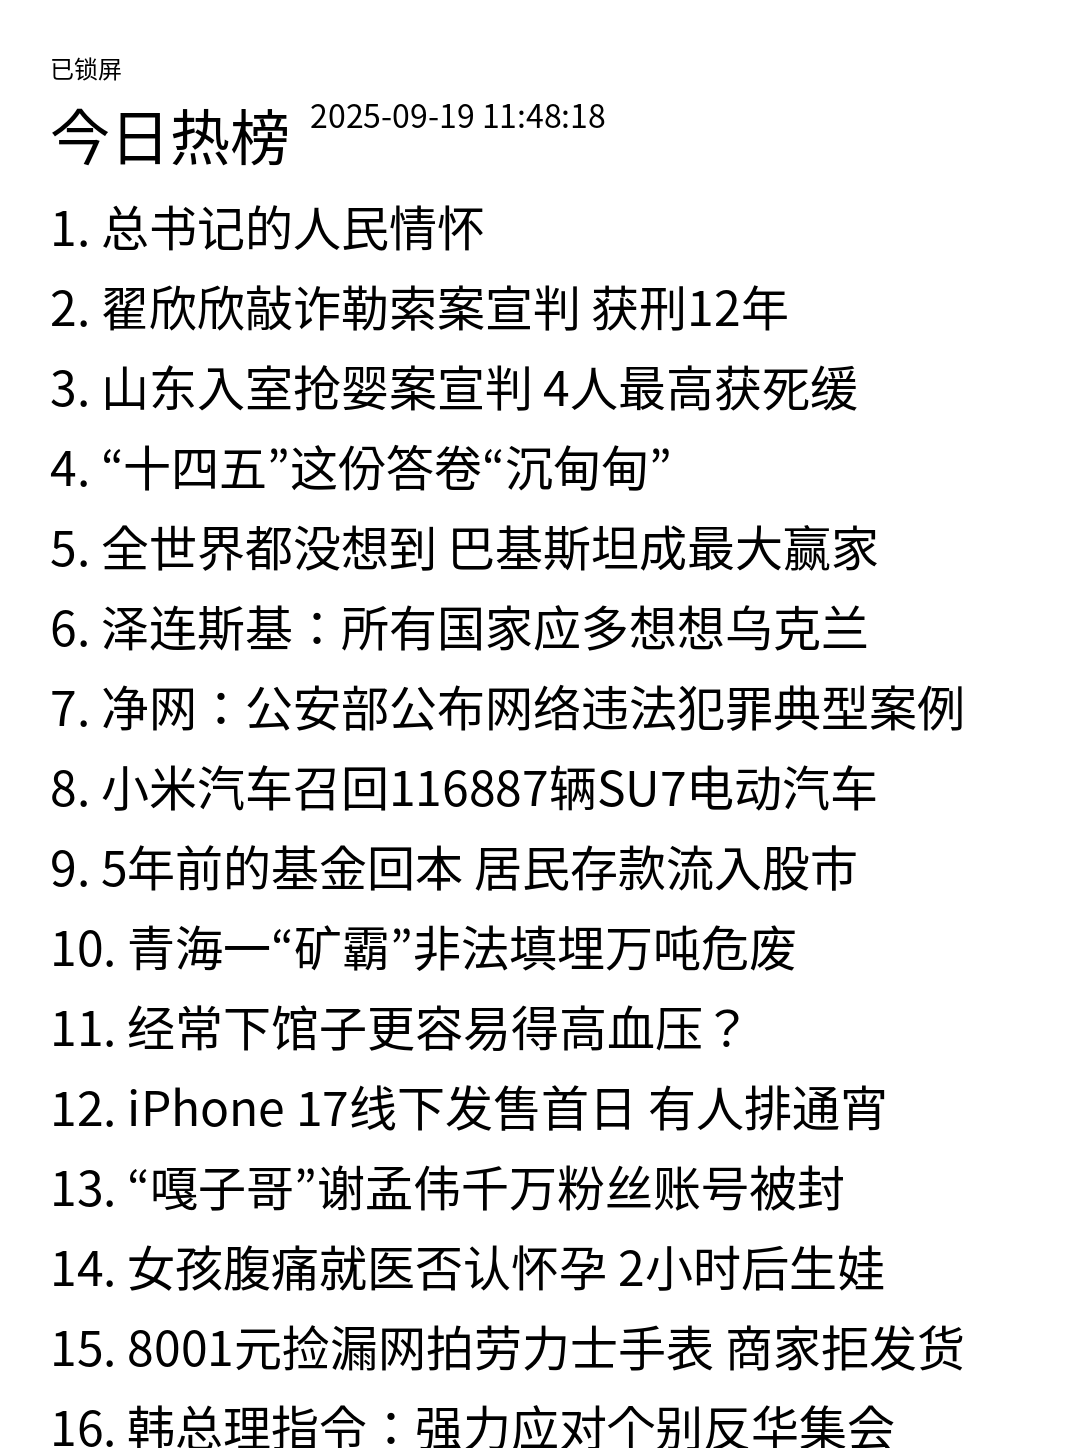 已锁屏
今日热榜 2025-09-19 11:48:18
1. 总书记的人民情怀
2. 翟欣欣敲诈勒索案宣判 获刑12年
3. 山东入室抢婴案宣判 4人最高获死缓
4. “十四五”这份答卷“沉甸甸”
5. 全世界都没想到 巴基斯坦成最大赢家
6. 泽连斯基：所有国家应多想想乌克兰
7. 净网：公安部公布网络违法犯罪典型案例
8. 小米汽车召回116887辆SU7电动汽车
9. 5年前的基金回本 居民存款流入股市
10. 青海一“矿霸”非法填埋万吨危废
11. 经常下馆子更容易得高血压？
12. iPhone 17线下发售首日 有人排通宵
13. “嘎子哥”谢孟伟千万粉丝账号被封
14. 女孩腹痛就医否认怀孕 2小时后生娃
15. 8001元捡漏网拍劳力士手表 商家拒发货
16. 韩总理指令：强力应对个别反华集会